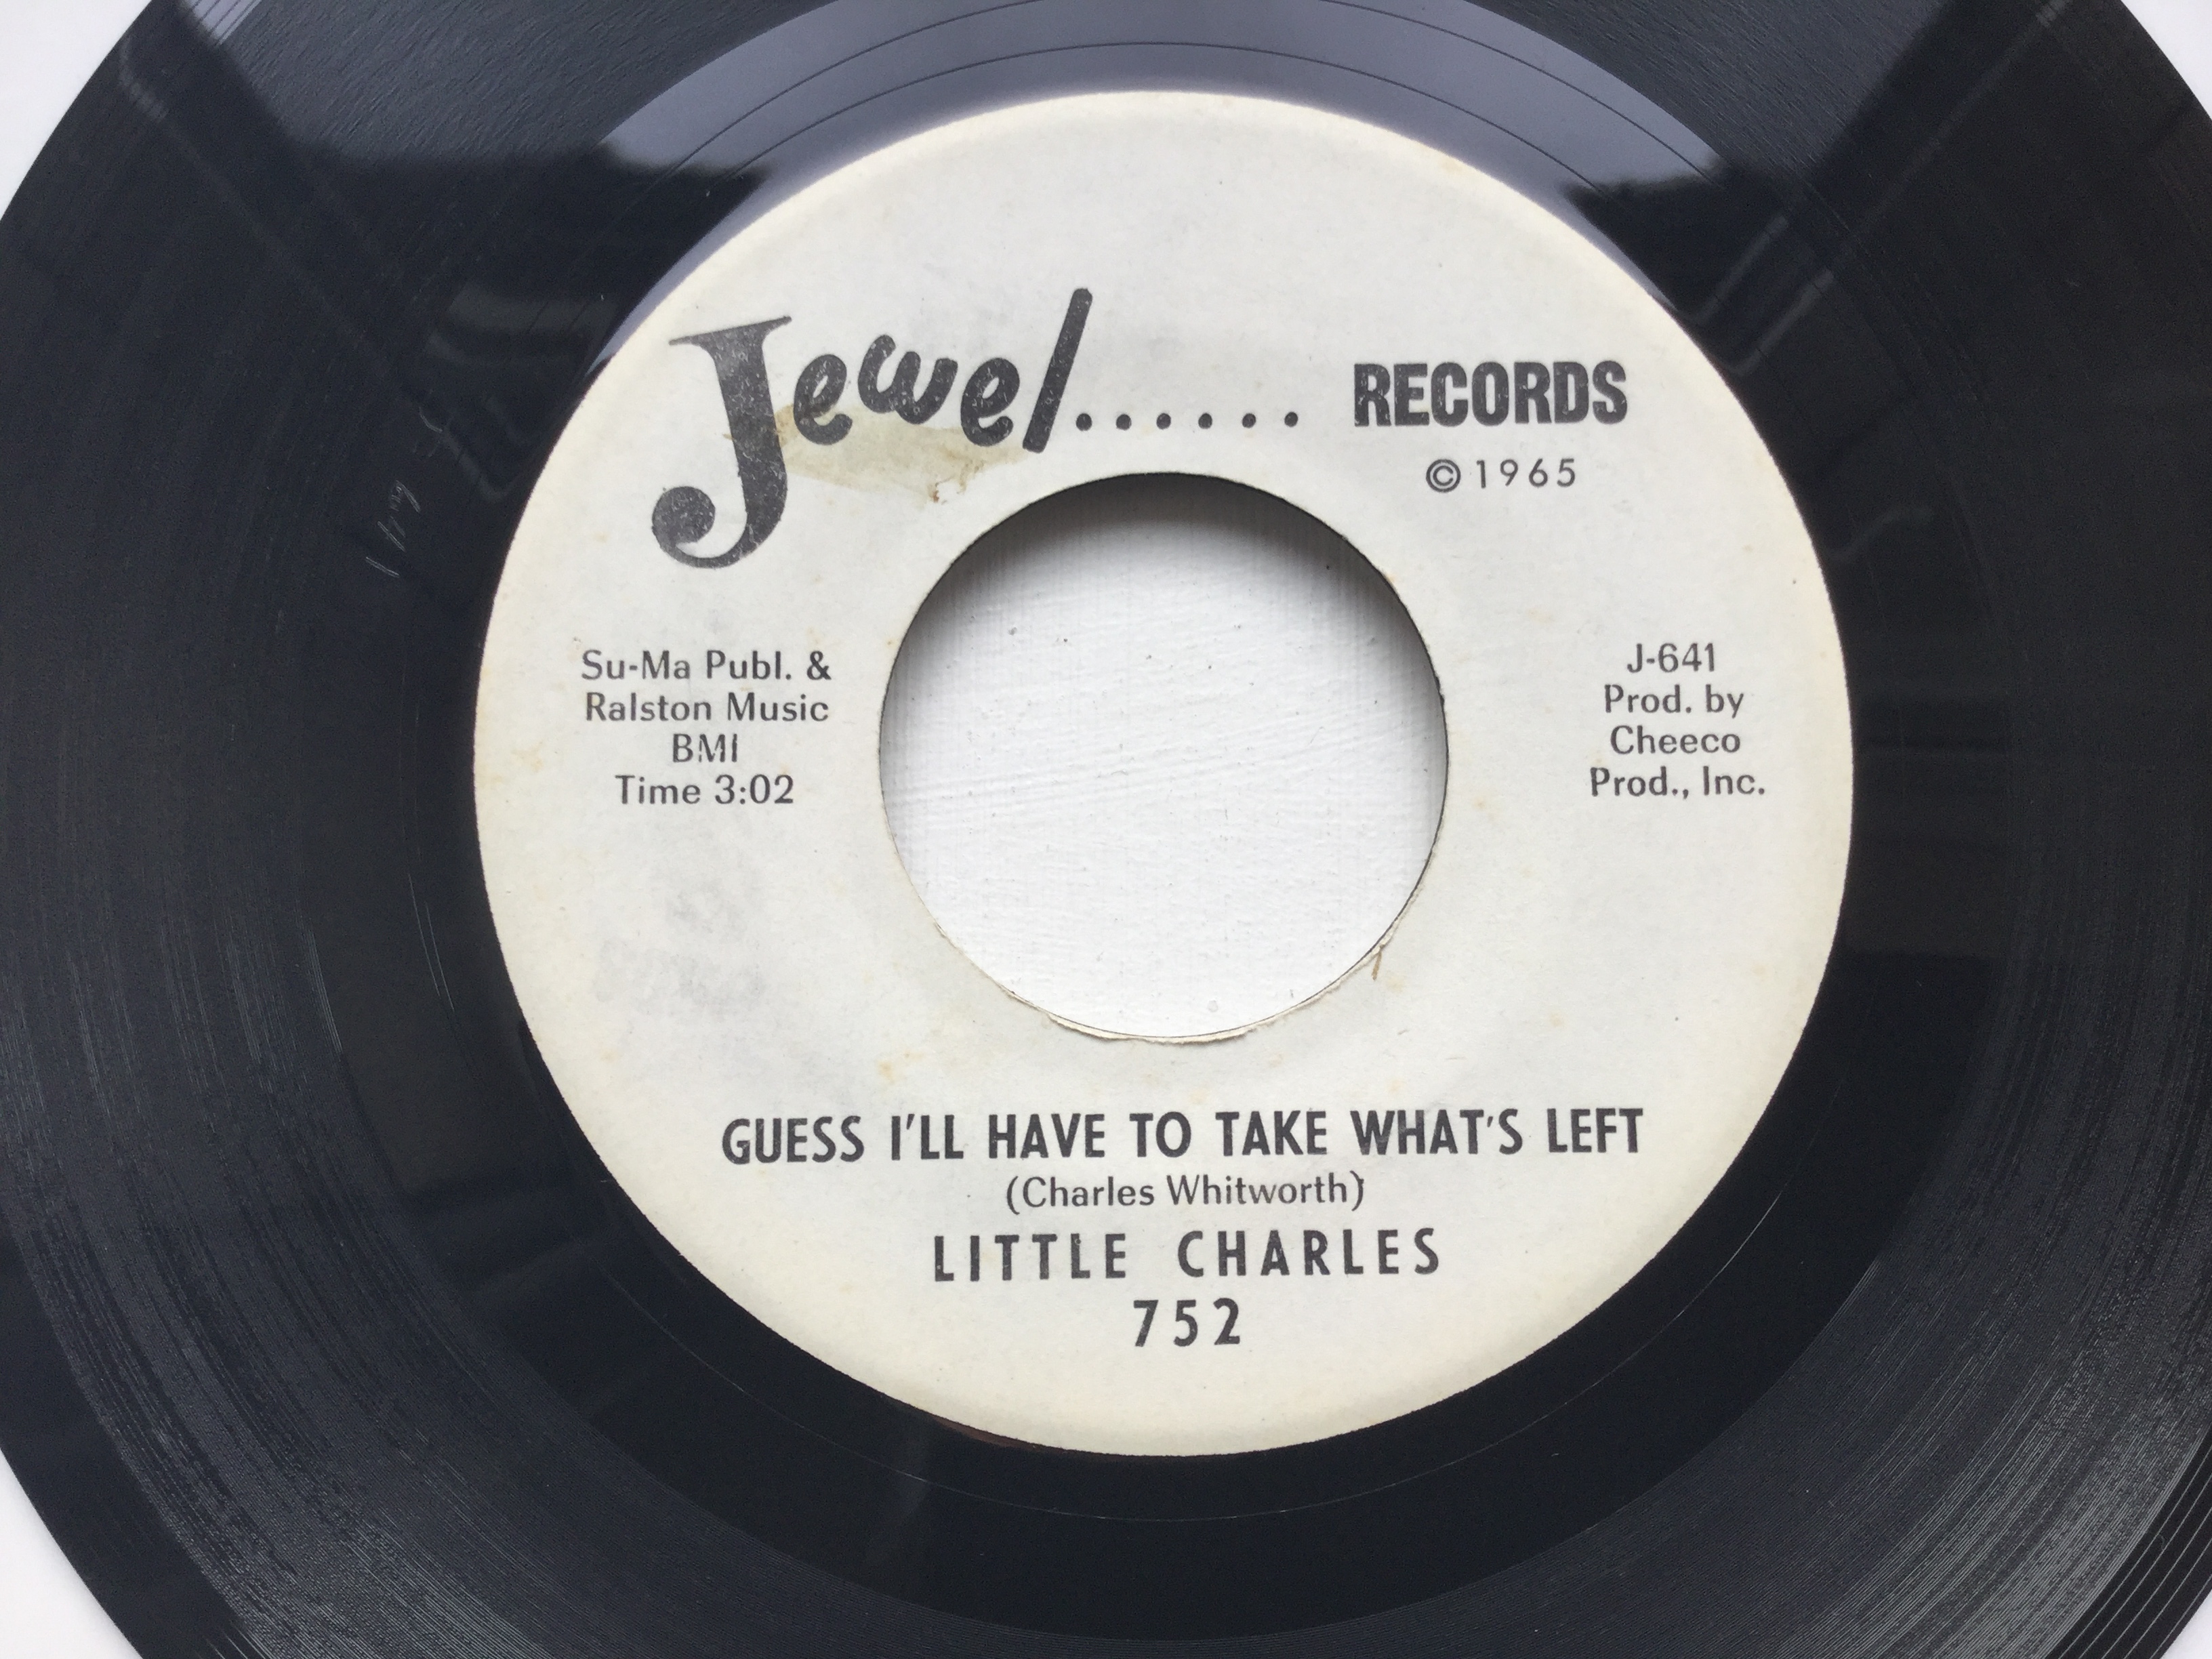 Jewel...... RECORDS
©1965
Su-Ma Publ. &
Ralston Music
BMI
Time 3:02
J-641
Prod. by
Cheeco
Prod., Inc.
GUESS I'LL HAVE TO TAKE WHAT'S LEFT
(Charles Whitworth)
LITTLE CHARLES
752